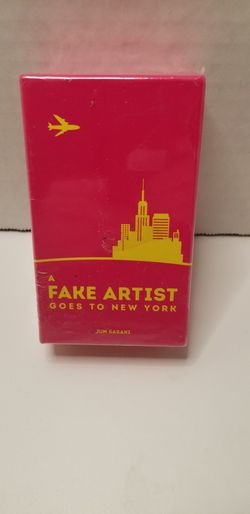 A
FAKE ARTIST
GOES TO NEW YORK
JUN SASAKI